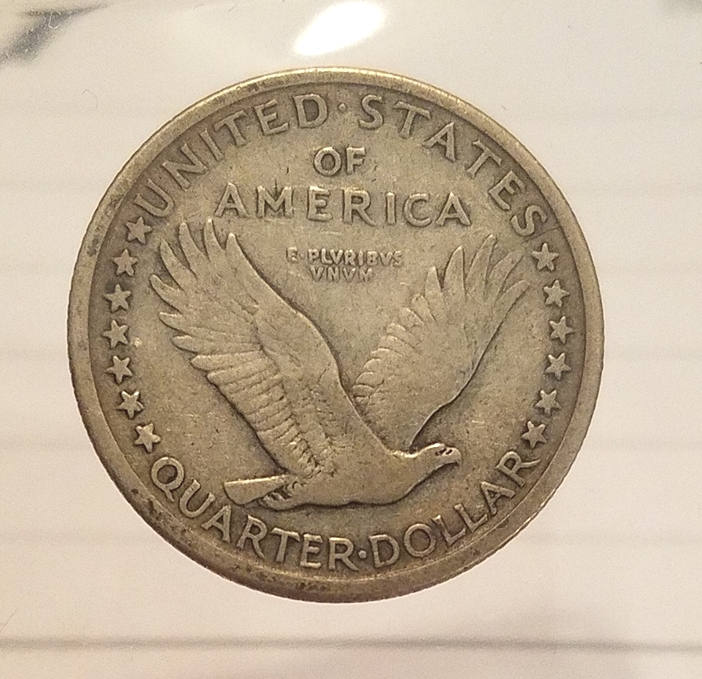 UNITED·STATES
OF
AMERICA
E·PLVRIBVS
VNVM
QUARTER·DOLLAR